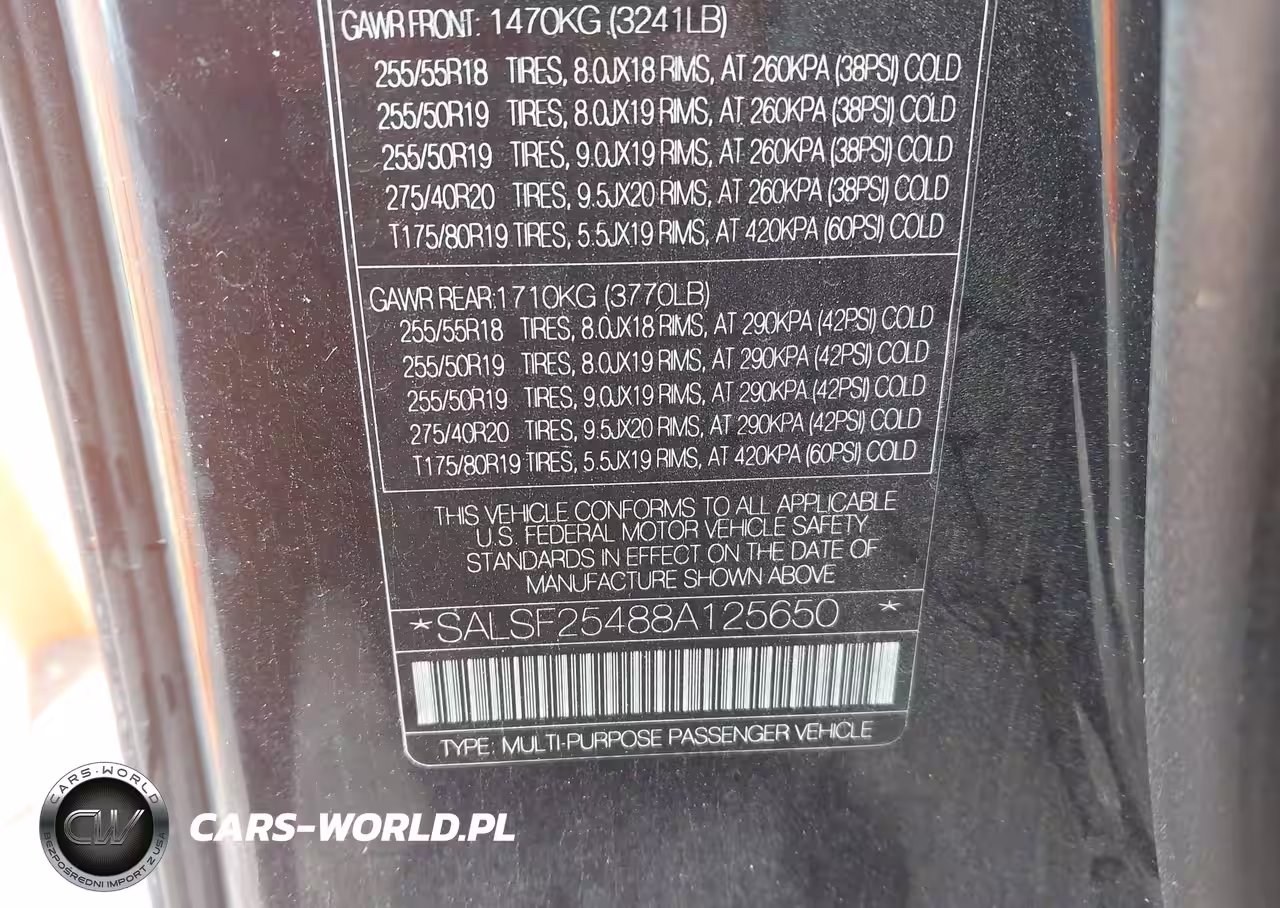 GAWR FRONT: 1470KG (3241LB)
255/55R18 TIRES, 8.0JX18 RIMS, AT 260KPA (38PSI) COLD
255/50R19 TIRES, 8.0JX19 RIMS, AT 260KPA (38PSI) COLD
255/50R19 TIRES, 9.0JX19 RIMS, AT 260KPA (38PSI) COLD
275/40R20 TIRES, 9.5JX20 RIMS, AT 260KPA (38PSI) COLD
T175/80R19 TIRES, 5.5JX19 RIMS, AT 420KPA (60PSI) COLD
GAWR REAR:1710KG (3770LB)
255/55R18 TIRES, 8.0JX18 RIMS, AT 290KPA (42PSI) COLD
255/50R19 TIRES, 8.0JX19 RIMS, AT 290KPA (42PSI) COLD
255/50R19 TIRES, 9.0JX19 RIMS, AT 290KPA (42PSI) COLD
275/40R20 TIRES, 9.5JX20 RIMS, AT 290KPA (42PSI) COLD
T175/80R19 TIRES, 5.5JX19 RIMS, AT 420KPA (60PSI) COLD
THIS VEHICLE CONFORMS TO ALL APPLICABLE
U.S. FEDERAL MOTOR VEHICLE SAFETY
STANDARDS IN EFFECT ON THE DATE OF
MANUFACTURE SHOWN ABOVE
*SALSF25488A125650 *
TYPE: MULTI-PURPOSE PASSENGER VEHICLE
CARS-WORLD
CW
BEZPOŚREDNI IMPORT Z USA
CARS-WORLD.PL